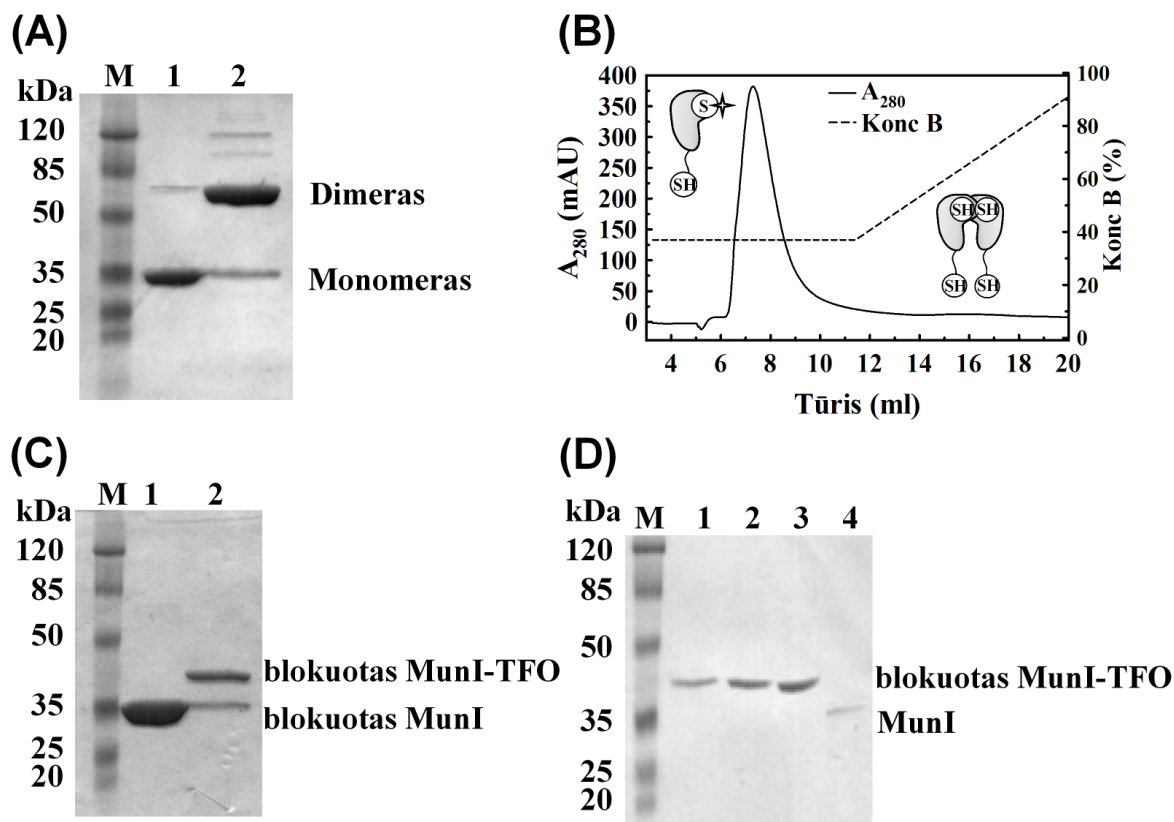 (A)
kDa M 1 2
120
85
50
35
25
20
Dimeras
Monomeras
(B)
A280 (mAU)
400
350
300
250
200
150
100
50
0
A280
Konc B
S
SH
SH SH
SH SH
100
80
60
40
20
0
Konc B (%)
4 6 8 10 12 14 16 18 20
Tūris (ml)
(C)
kDa M 1 2
120
85
50
35
25
20
blokuotas MunI-TFO
blokuotas MunI
(D)
kDa M 1 2 3 4
120
85
50
35
25
20
blokuotas MunI-TFO
MunI